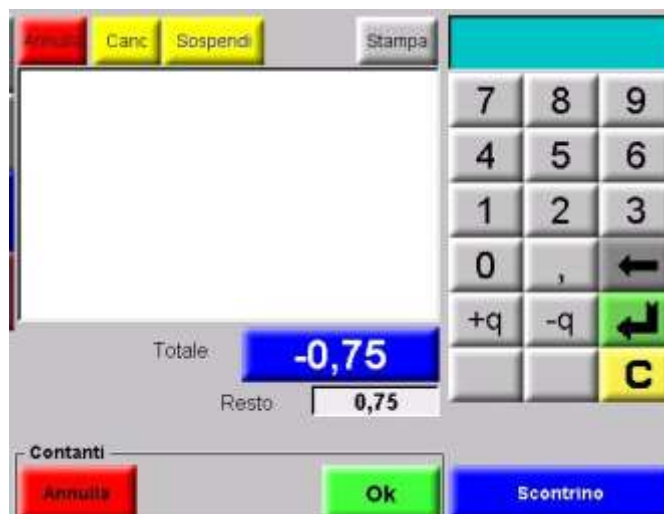 Annulla Canc Sospendi Stampa
7 8 9
4 5 6
1 2 3
0 ,
+q -q
C
Totale -0,75
Resto 0,75
Contanti
Annulla Ok Scontrino